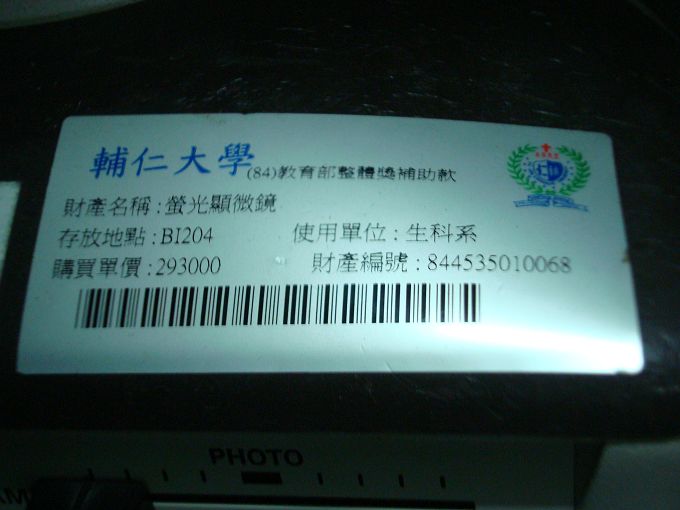 輔仁大學(84)教育部整體獎補助款
財產名稱:螢光顯微鏡
存放地點:BI204 使用單位:生科系
購買單價:293000 財產編號:844535010068
PHOTO